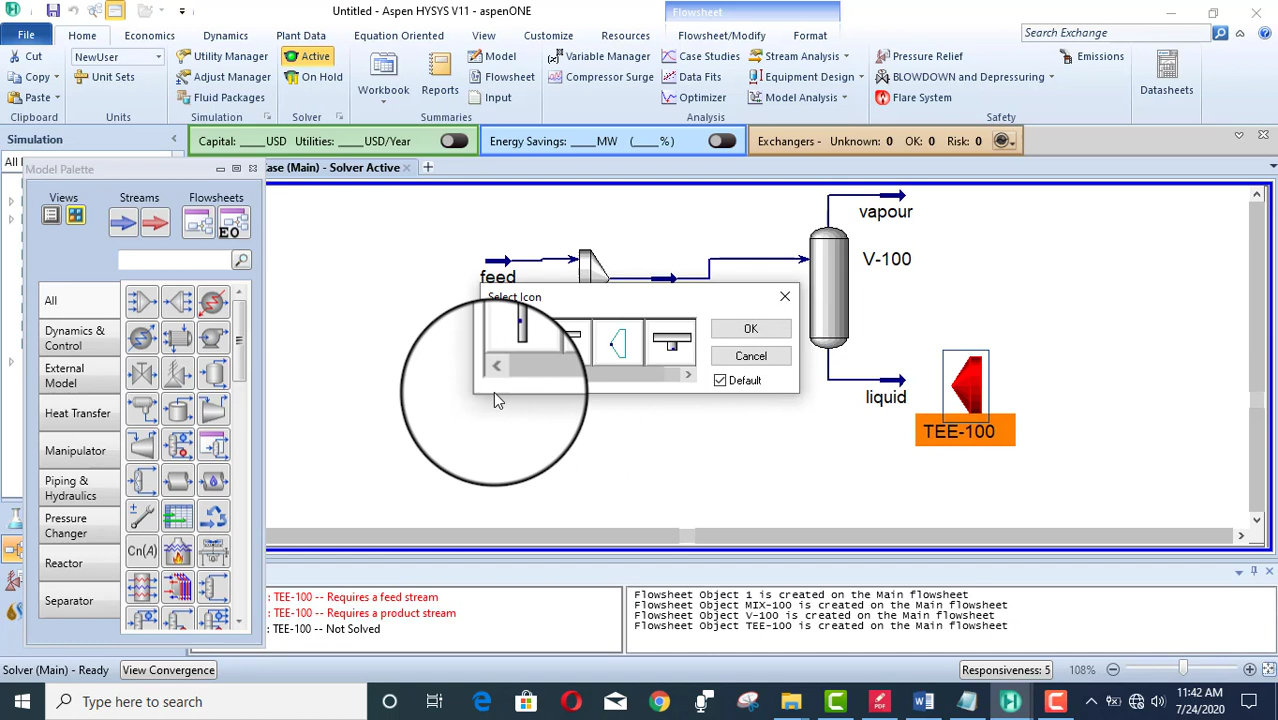 Untitled - Aspen HYSYS V11 - aspenONE
Flowsheet
File
Home
Economics
Dynamics
Plant Data
Equation Oriented
View
Customize
Resources
Flowsheet/Modify
Format
Search Exchange
Cut
Copy
Paste
Clipboard
NewUser
Unit Sets
Units
Utility Manager
Adjust Manager
Fluid Packages
Simulation
Active
On Hold
Solver
Workbook
Reports
Model
Flowsheet
Input
Summaries
Variable Manager
Compressor Surge
Case Studies
Data Fits
Optimizer
Stream Analysis
Equipment Design
Model Analysis
Analysis
Pressure Relief
BLOWDOWN and Depressuring
Flare System
Emissions
Safety
Datasheets
Simulation
Capital: ____USD Utilities: ____USD/Year
Energy Savings: ____MW (____%)
Exchangers - Unknown: 0 OK: 0 Risk: 0
ase (Main) - Solver Active
Model Palette
Views
Streams
Flowsheets
EO
All
Dynamics & Control
External Model
Heat Transfer
Manipulator
Piping & Hydraulics
Pressure Changer
Reactor
Separator
Cn(A)
feed
vapour
V-100
liquid
TEE-100
Select Icon
OK
Cancel
Default
: TEE-100 -- Requires a feed stream
: TEE-100 -- Requires a product stream
: TEE-100 -- Not Solved
Flowsheet Object 1 is created on the Main flowsheet
Flowsheet Object MIX-100 is created on the Main flowsheet
Flowsheet Object V-100 is created on the Main flowsheet
Flowsheet Object TEE-100 is created on the Main flowsheet
Solver (Main) - Ready
View Convergence
Responsiveness: 5
108%
Type here to search
11:42 AM
7/24/2020